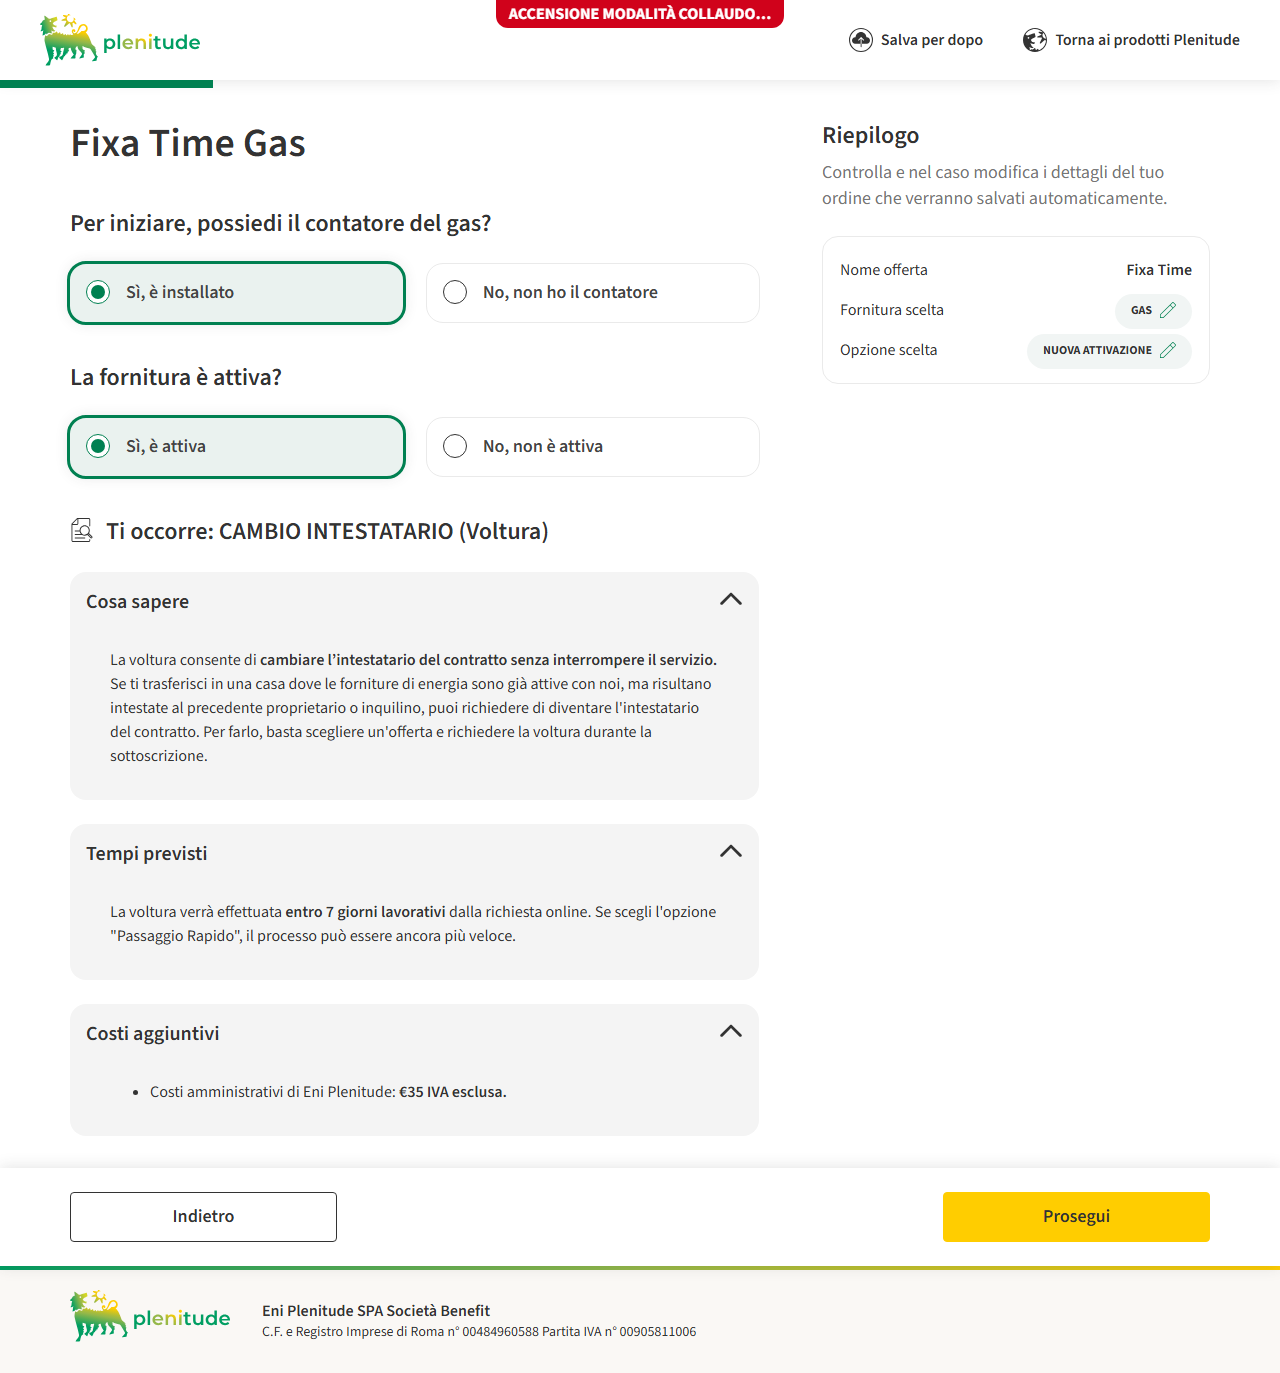 ACCENSIONE MODALITÀ COLLAUDO...
plenitude
Salva per dopo
Torna ai prodotti Plenitude
Fixa Time Gas
Per iniziare, possiedi il contatore del gas?
Sì, è installato
No, non ho il contatore
La fornitura è attiva?
Sì, è attiva
No, non è attiva
Ti occorre: CAMBIO INTESTATARIO (Voltura)
Cosa sapere
La voltura consente di cambiare l’intestatario del contratto senza interrompere il servizio.
Se ti trasferisci in una casa dove le forniture di energia sono già attive con noi, ma risultano
intestate al precedente proprietario o inquilino, puoi richiedere di diventare l'intestatario
del contratto. Per farlo, basta scegliere un'offerta e richiedere la voltura durante la
sottoscrizione.
Tempi previsti
La voltura verrà effettuata entro 7 giorni lavorativi dalla richiesta online. Se scegli l'opzione
"Passaggio Rapido", il processo può essere ancora più veloce.
Costi aggiuntivi
• Costi amministrativi di Eni Plenitude: €35 IVA esclusa.
Riepilogo
Controlla e nel caso modifica i dettagli del tuo
ordine che verranno salvati automaticamente.
Nome offerta Fixa Time
Fornitura scelta GAS
Opzione scelta NUOVA ATTIVAZIONE
Indietro
Prosegui
plenitude
Eni Plenitude SPA Società Benefit
C.F. e Registro Imprese di Roma n° 00484960588 Partita IVA n° 00905811006